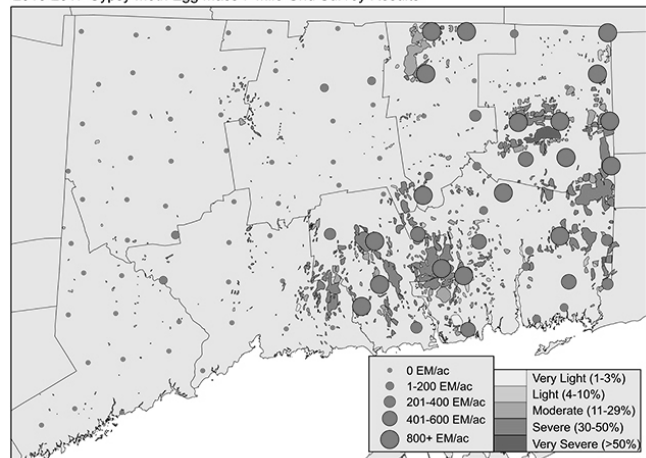 0 EM/ac
1-200 EM/ac
201-400 EM/ac
401-600 EM/ac
800+ EM/ac
Very Light (1-3%)
Light (4-10%)
Moderate (11-29%)
Severe (30-50%)
Very Severe (>50%)